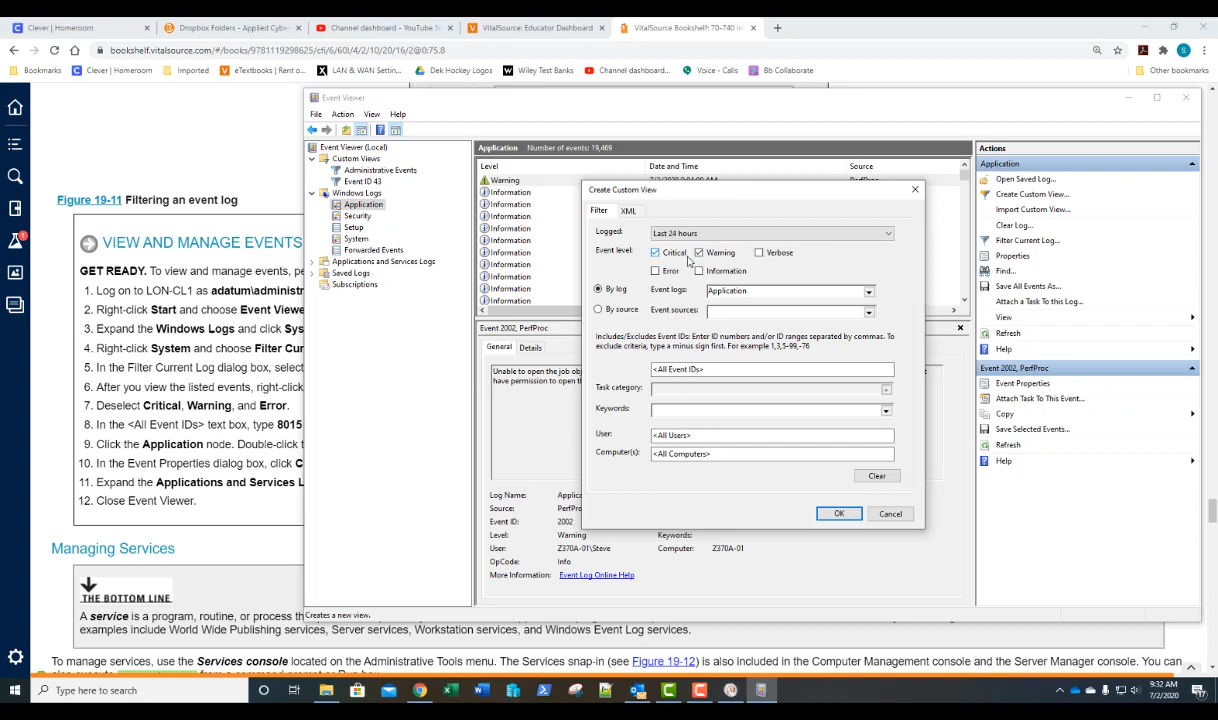 Clever | Homeroom
Dropbox Folders - Applied Cyber
Channel dashboard - YouTube S
VitalSource: Educator Dashboard
VitalSource Bookshelf: 70-740 In
bookshelf.vitalsource.com/#/books/9781119298625/cfi/6/60!/4/2/10/20/16/2@0:75.8
Bookmarks
Clever | Homeroom
Imported
eTextbooks | Rent o...
LAN & WAN Settin...
Dek Hockey Logos
Wiley Test Banks
Channel dashboard...
Voice - Calls
Bb Collaborate
Other bookmarks
Figure 19-11 Filtering an event log
VIEW AND MANAGE EVENTS
GET READY. To view and manage events, pe
1. Log on to LON-CL1 as adatum\administr
2. Right-click Start and choose Event Viewe
3. Expand the Windows Logs and click Sys
4. Right-click System and choose Filter Cur
5. In the Filter Current Log dialog box, select
6. After you view the listed events, right-click
7. Deselect Critical, Warning, and Error.
8. In the <All Event IDs> text box, type 8015
9. Click the Application node. Double-click t
10. In the Event Properties dialog box, click C
11. Expand the Applications and Services L
12. Close Event Viewer.
Managing Services
THE BOTTOM LINE
A service is a program, routine, or process th
examples include World Wide Publishing services, Server services, Workstation services, and Windows Event Log services.
To manage services, use the Services console located on the Administrative Tools menu. The Services snap-in (see Figure 19-12) is also included in the Computer Management console and the Server Manager console. You can
Event Viewer
File Action View Help
Event Viewer (Local)
Custom Views
Administrative Events
Event ID 43
Windows Logs
Application
Security
Setup
System
Forwarded Events
Applications and Services Logs
Saved Logs
Subscriptions
Application Number of events: 19,469
Level Date and Time Source
Warning
Information
Information
Information
Information
Information
Information
Information
Information
Information
Information
Event 2002, PerfProc
General Details
Unable to open the job obj
have permission to open th
Log Name: Applica
Source: PerfPro
Event ID: 2002
Level: Warning Keywords:
User: Z370A-01\Steve Computer: Z370A-01
OpCode: Info
More Information: Event Log Online Help
Creates a new view.
Create Custom View
Filter XML
Logged: Last 24 hours
Event level: Critical Warning Verbose
Error Information
By log Event logs: Application
By source Event sources:
Includes/Excludes Event IDs: Enter ID numbers and/or ID ranges separated by commas. To
exclude criteria, type a minus sign first. For example 1,3,5-99,-76
<All Event IDs>
Task category:
Keywords:
User: <All Users>
Computer(s): <All Computers>
Clear
OK Cancel
Actions
Application
Open Saved Log...
Create Custom View...
Import Custom View...
Clear Log...
Filter Current Log...
Properties
Find...
Save All Events As...
Attach a Task To this Log...
View
Refresh
Help
Event 2002, PerfProc
Event Properties
Attach Task To This Event...
Copy
Save Selected Events...
Refresh
Help
Type here to search
9:32 AM
7/2/2020